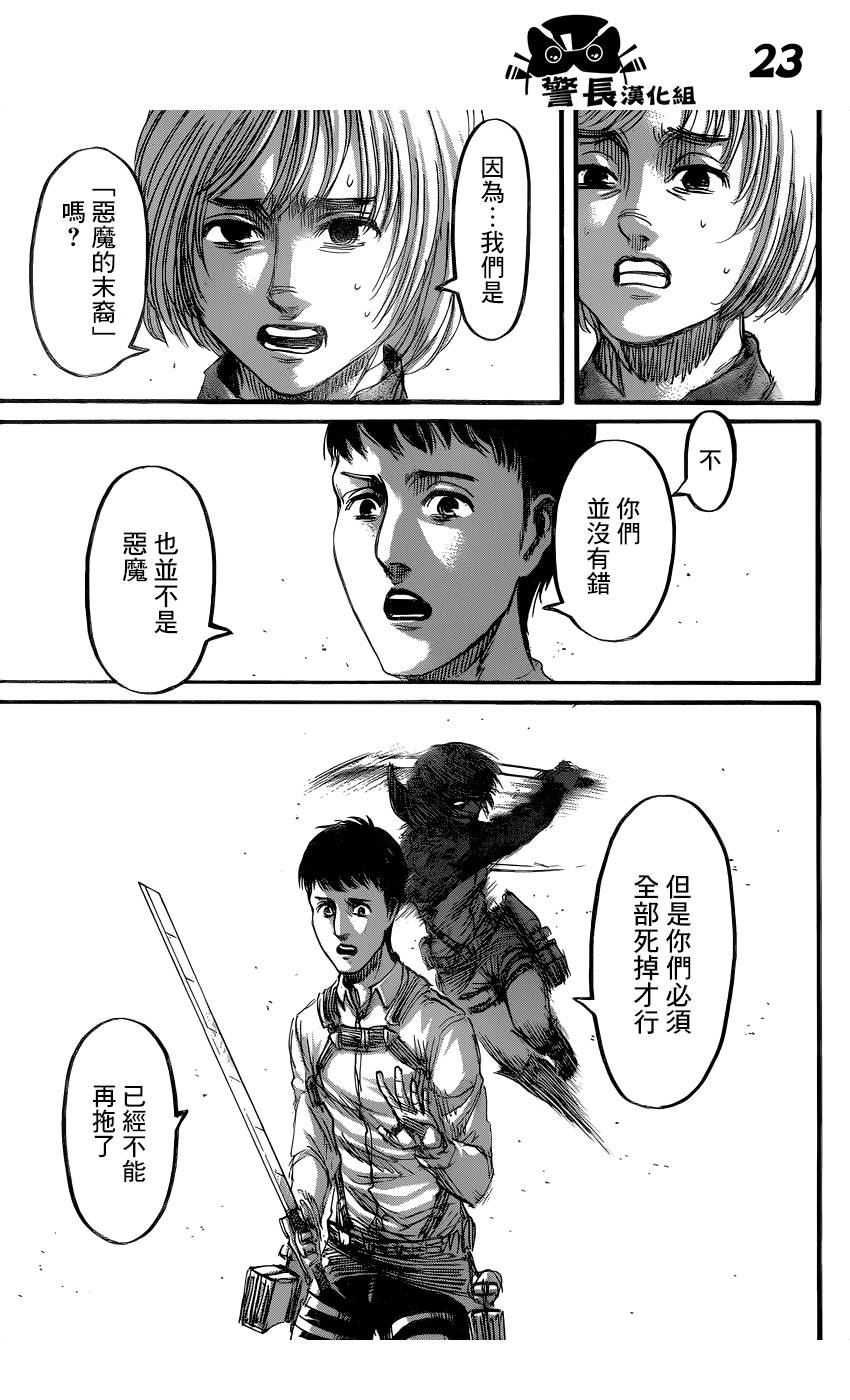 警長漢化組
23
因為…我們是
「惡魔的末裔」
嗎?
不
你們
並沒有錯
也並不是
惡魔
但是你們必須
全部死掉才行
已經不能
再拖了